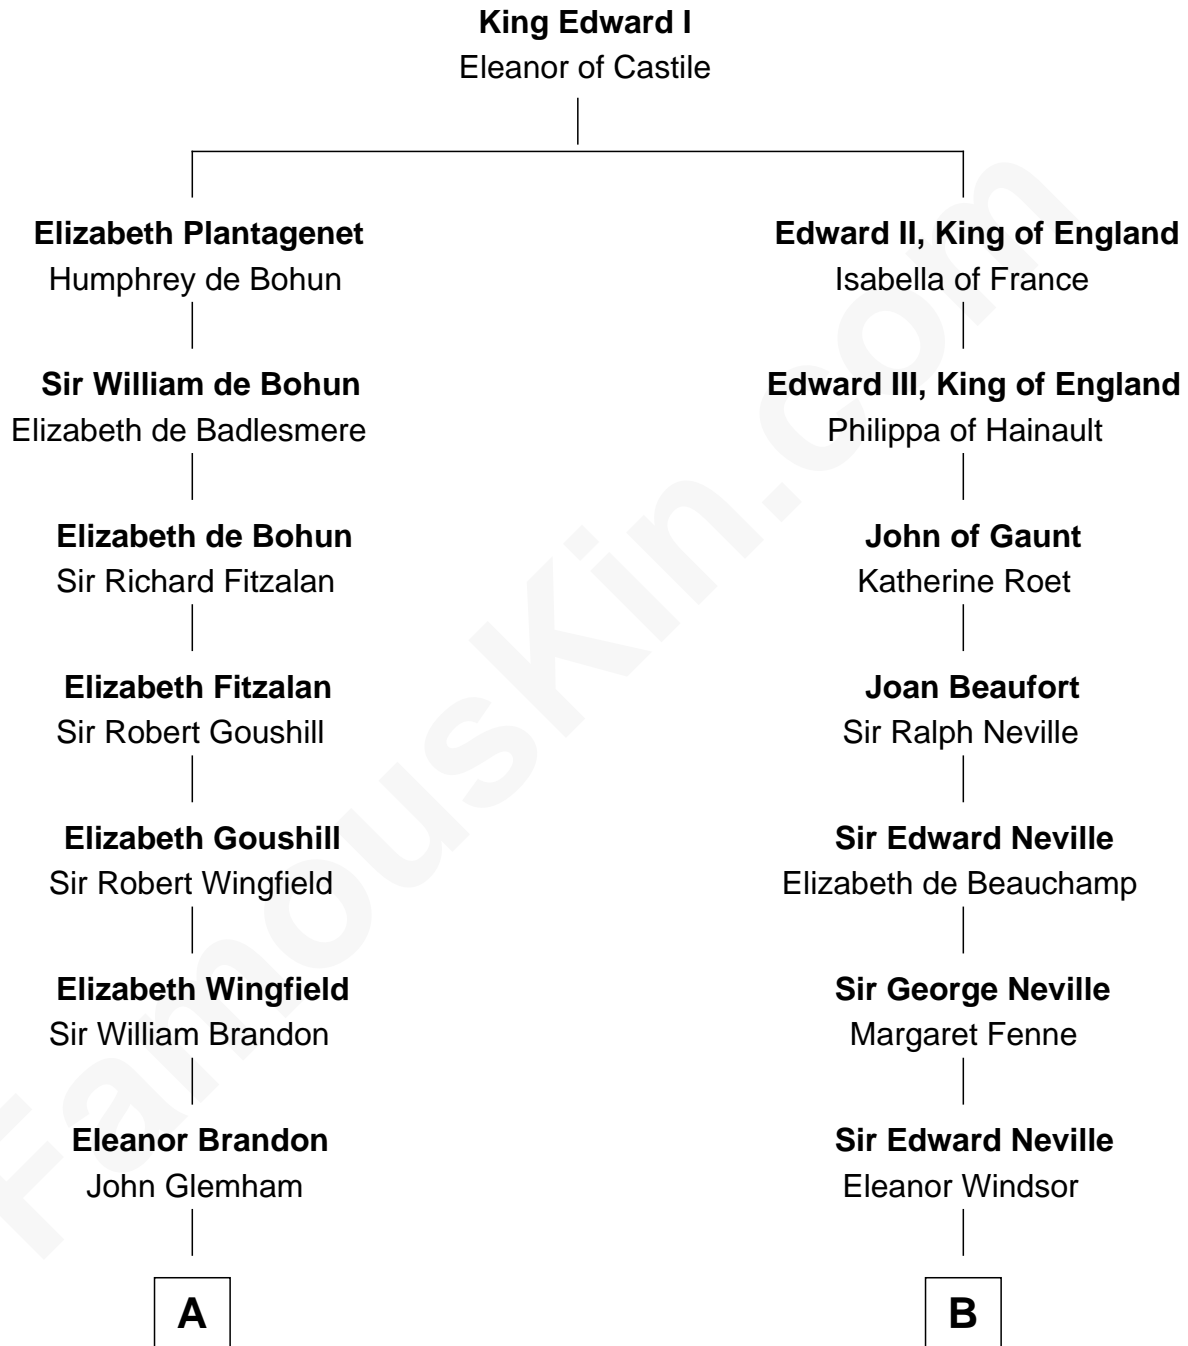 King Edward I
Eleanor of Castile
Elizabeth Plantagenet
Humphrey de Bohun
Edward II, King of England
Isabella of France
Sir William de Bohun
Elizabeth de Badlesmere
Edward III, King of England
Philippa of Hainault
Elizabeth de Bohun
Sir Richard Fitzalan
John of Gaunt
Katherine Roet
Elizabeth Fitzalan
Sir Robert Goushill
Joan Beaufort
Sir Ralph Neville
Elizabeth Goushill
Sir Robert Wingfield
Sir Edward Neville
Elizabeth de Beauchamp
Elizabeth Wingfield
Sir William Brandon
Sir George Neville
Margaret Fenne
Eleanor Brandon
John Glemham
Sir Edward Neville
Eleanor Windsor
A
B
FamousKin.com